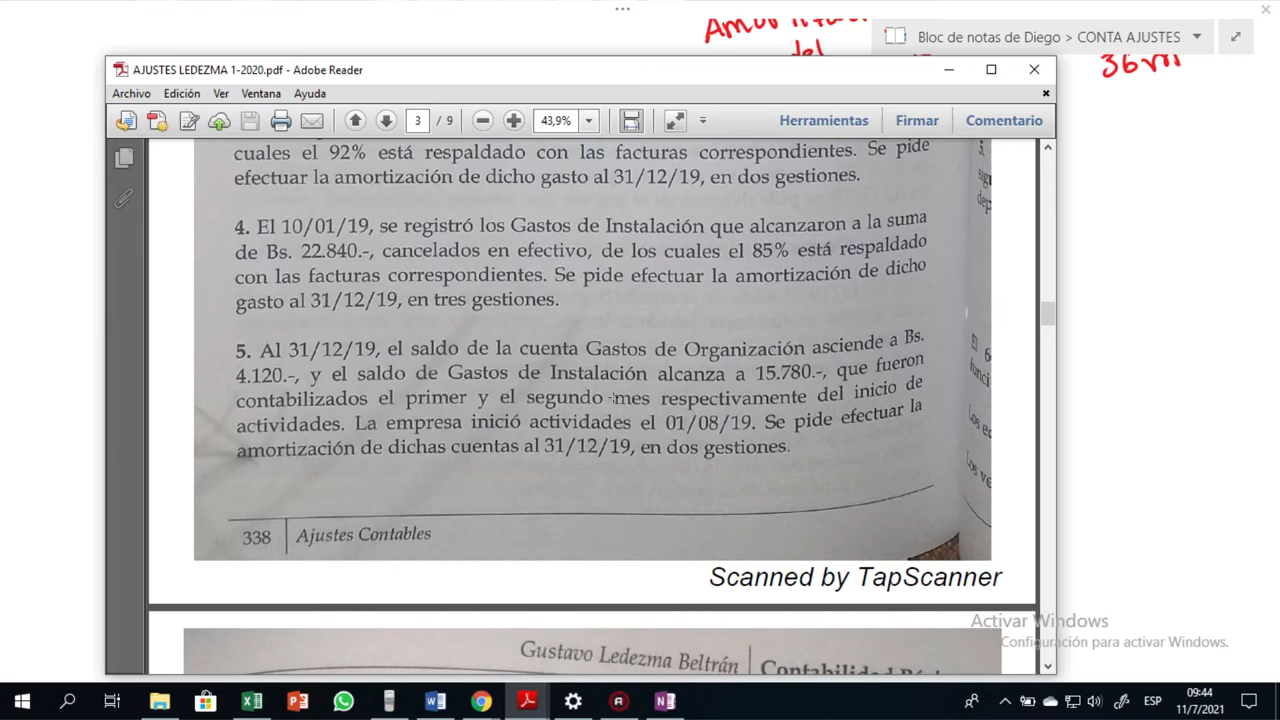 Bloc de notas de Diego > CONTA AJUSTES
del
AJUSTES LEDEZMA 1-2020.pdf - Adobe Reader
Archivo Edición Ver Ventana Ayuda
3 / 9 43,9% Herramientas Firmar Comentario
cuales el 92% está respaldado con las facturas correspondientes. Se pide
efectuar la amortización de dicho gasto al 31/12/19, en dos gestiones.
4. El 10/01/19, se registró los Gastos de Instalación que alcanzaron a la suma
de Bs. 22.840.-, cancelados en efectivo, de los cuales el 85% está respaldado
con las facturas correspondientes. Se pide efectuar la amortización de dicho
gasto al 31/12/19, en tres gestiones.
5. Al 31/12/19, el saldo de la cuenta Gastos de Organización asciende a Bs.
4.120.-, y el saldo de Gastos de Instalación alcanza a 15.780.-, que fueron
contabilizados el primer y el segundo mes respectivamente del inicio de
actividades. La empresa inició actividades el 01/08/19. Se pide efectuar la
amortización de dichas cuentas al 31/12/19, en dos gestiones.
338 Ajustes Contables
Scanned by TapScanner
Gustavo Ledezma Beltrán
Activar Windows
Configuración para activar Windows.
ESP
09:44
11/7/2021